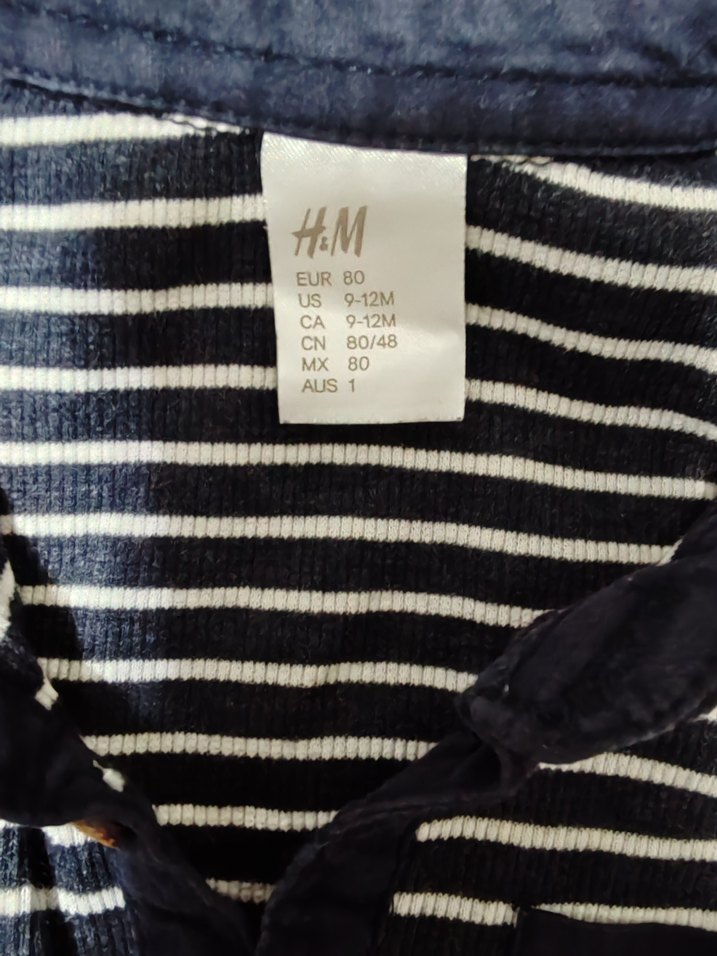 H&M
EUR 80
US 9-12M
CA 9-12M
CN 80/48
MX 80
AUS 1